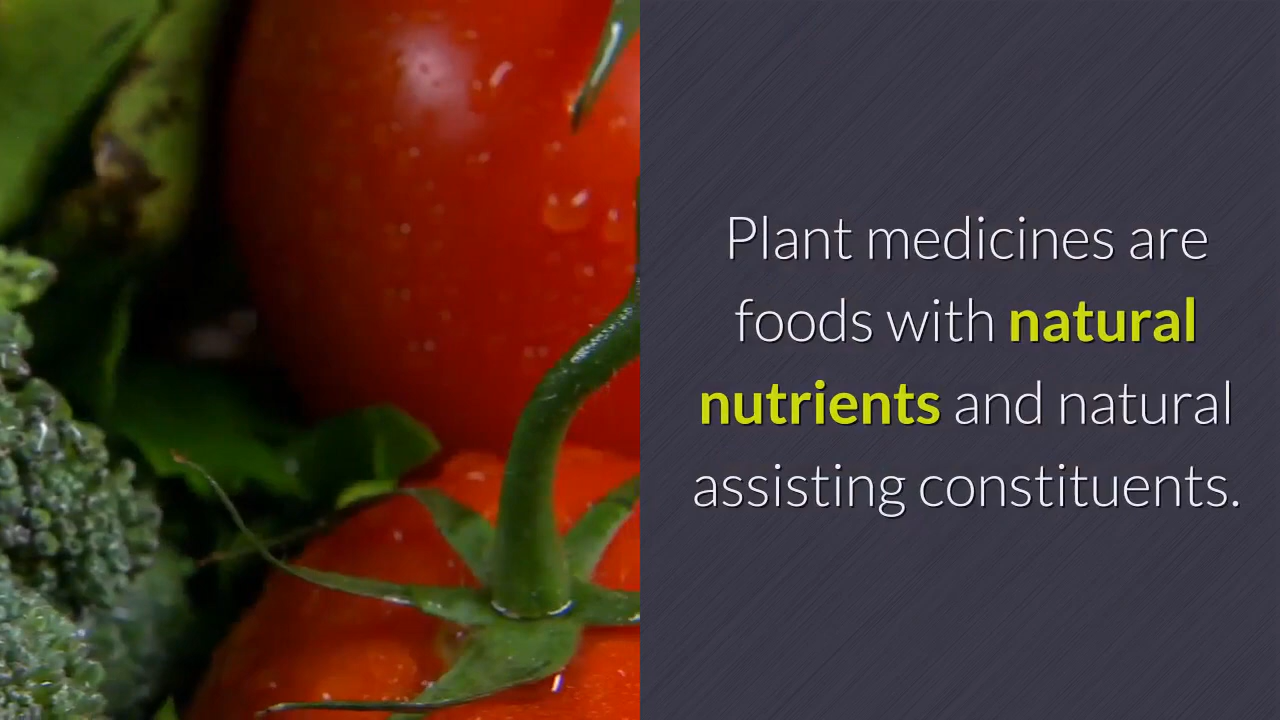 Plant medicines are
foods with natural
nutrients and natural
assisting constituents.